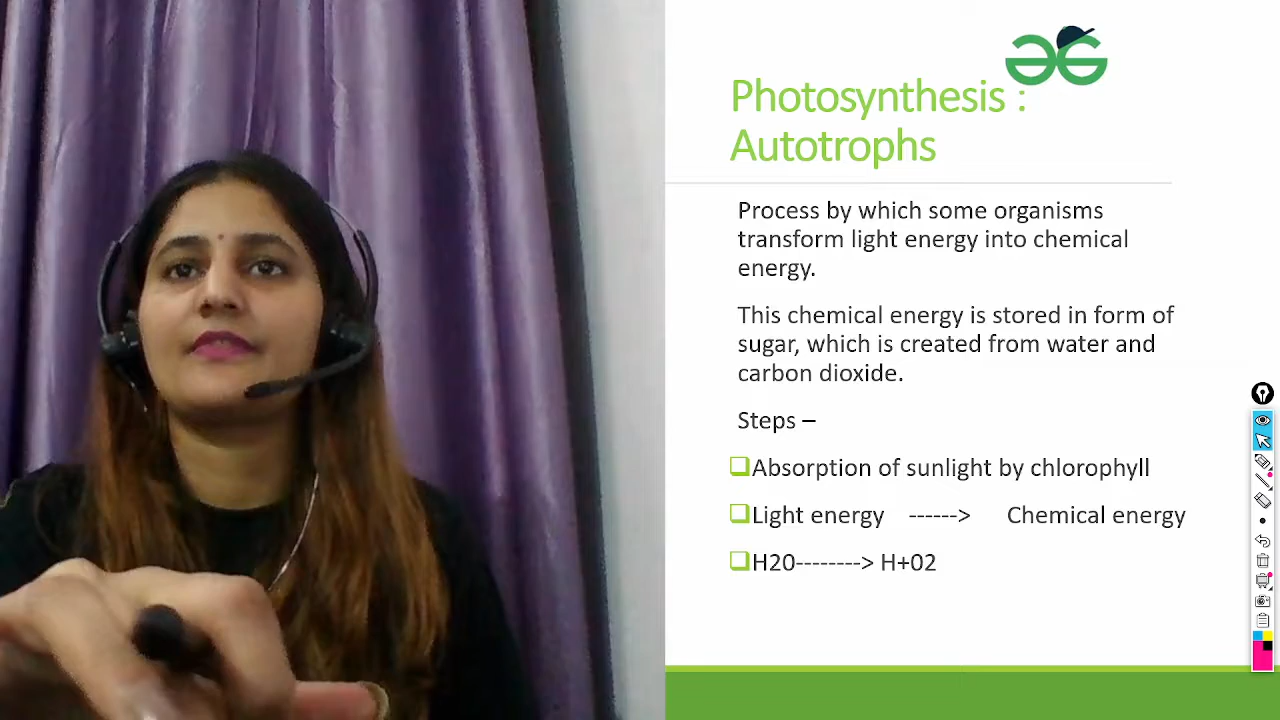 Photosynthesis :
Autotrophs
Process by which some organisms
transform light energy into chemical
energy.
This chemical energy is stored in form of
sugar, which is created from water and
carbon dioxide.
Steps –
Absorption of sunlight by chlorophyll
Light energy ------> Chemical energy
H20--------> H+02